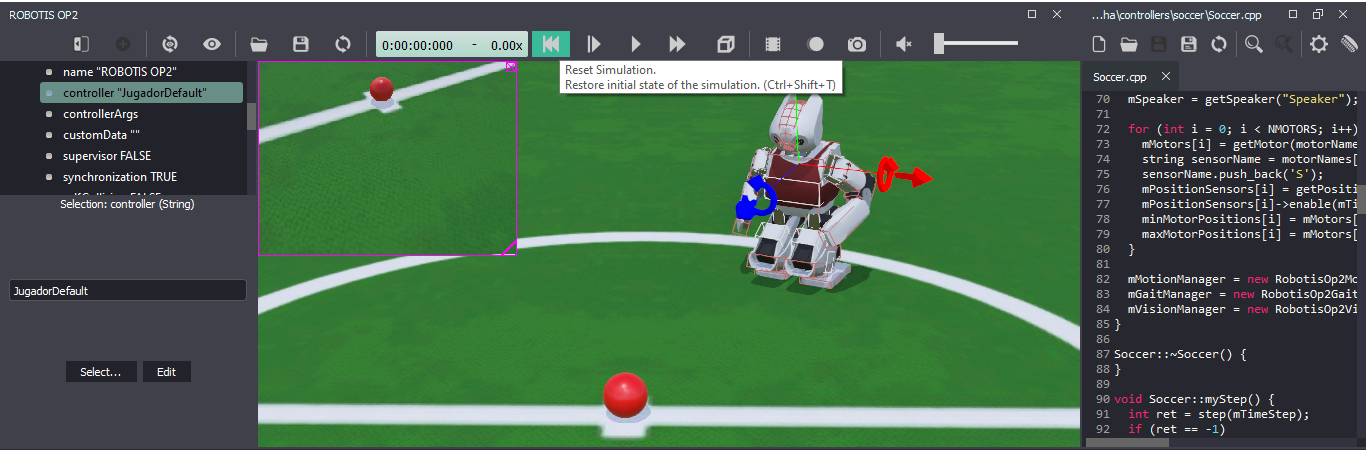 ROBOTIS OP2
...ha\controllers\soccer\Soccer.cpp
0:00:00:000 - 0.00x
Reset Simulation.
Restore initial state of the simulation. (Ctrl+Shift+T)
name "ROBOTIS OP2"
controller "JugadorDefault"
controllerArgs
customData ""
supervisor FALSE
synchronization TRUE
Selection: controller (String)
JugadorDefault
Select...
Edit
Soccer.cpp
70 mSpeaker = getSpeaker("Speaker");
71
72 for (int i = 0; i < NMOTORS; i++)
73 mMotors[i] = getMotor(motorName
74 string sensorName = motorNames[
75 sensorName.push_back('S');
76 mPositionSensors[i] = getPositi
77 mPositionSensors[i]->enable(mTi
78 minMotorPositions[i] = mMotors[
79 maxMotorPositions[i] = mMotors[
80 }
81
82 mMotionManager = new RobotisOp2Mo
83 mGaitManager = new RobotisOp2Gait
84 mVisionManager = new RobotisOp2Vi
85 }
86
87 Soccer::~Soccer() {
88 }
89
90 void Soccer::myStep() {
91 int ret = step(mTimeStep);
92 if (ret == -1)